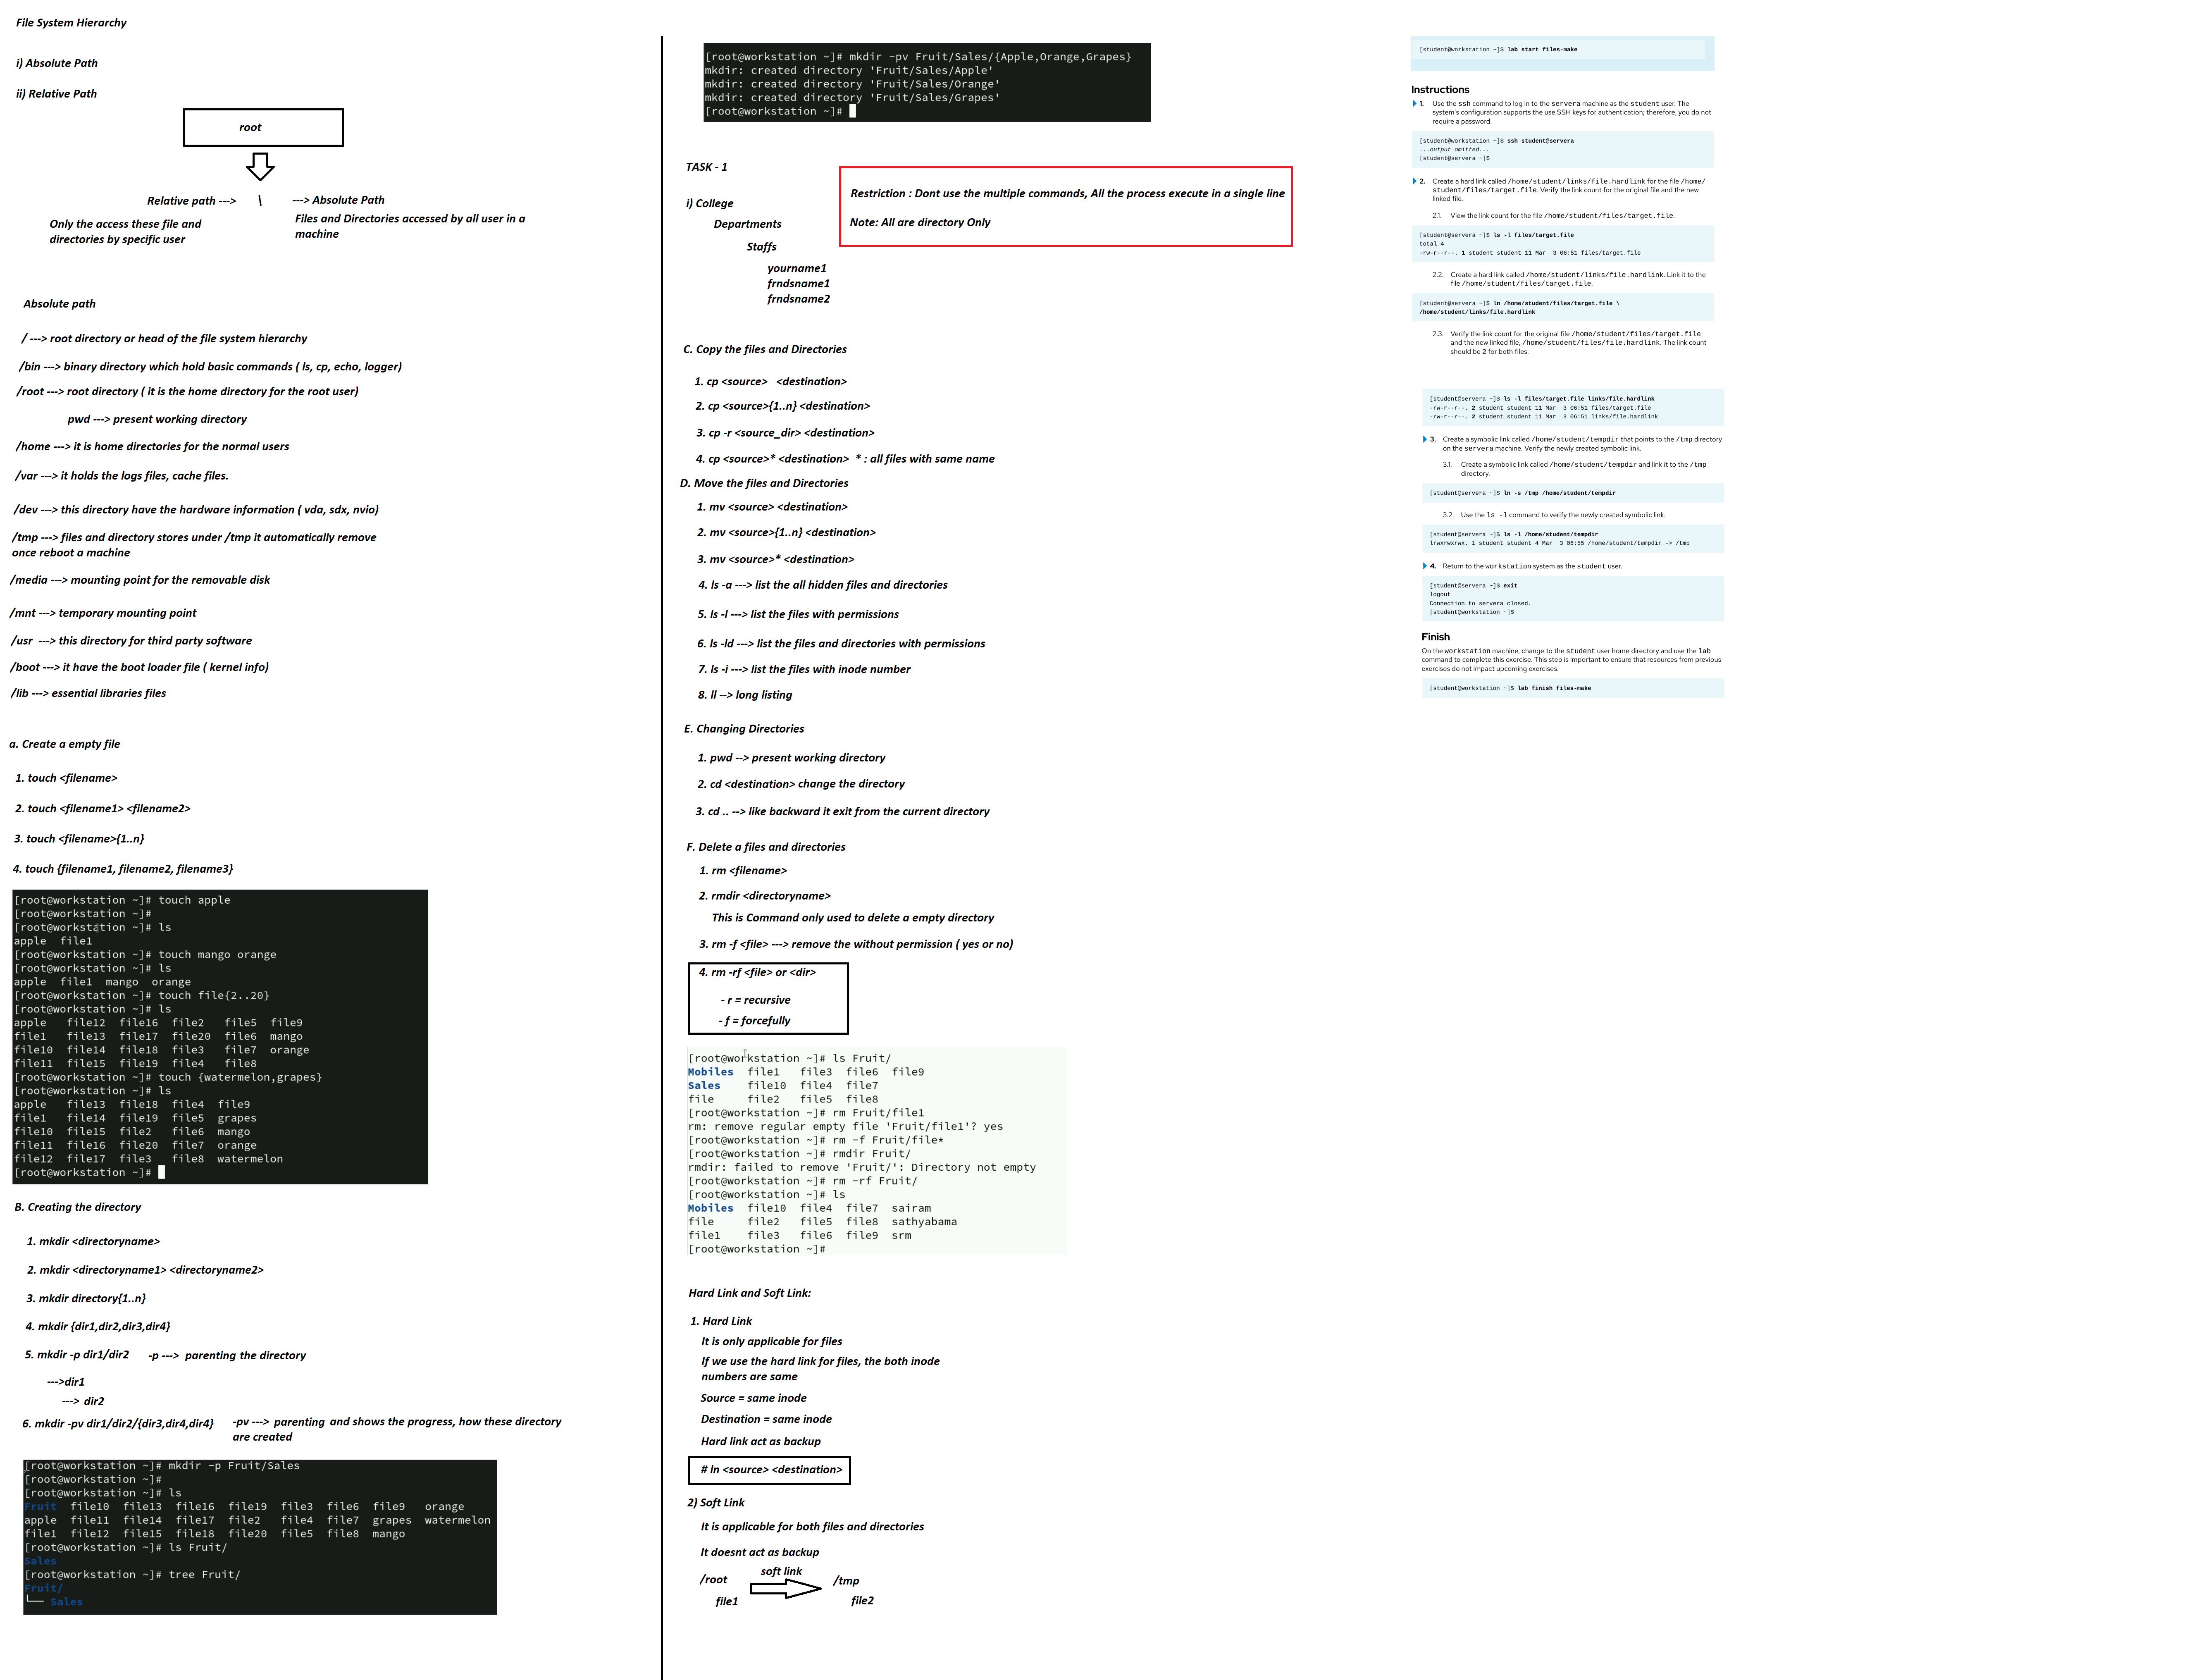 File System Hierarchy
i) Absolute Path
ii) Relative Path
root
Relative path ---> \ ---> Absolute Path
Only the access these file and
directories by specific user
Files and Directories accessed by all user in a
machine
Absolute path
/ ---> root directory or head of the file system hierarchy
/bin ---> binary directory which hold basic commands ( ls, cp, echo, logger)
/root ---> root directory ( it is the home directory for the root user)
pwd ---> present working directory
/home ---> it is home directories for the normal users
/var ---> it holds the logs files, cache files.
/dev ---> this directory have the hardware information ( vda, sdx, nvio)
/tmp ---> files and directory stores under /tmp it automatically remove
once reboot a machine
/media ---> mounting point for the removable disk
/mnt ---> temporary mounting point
/usr ---> this directory for third party software
/boot ---> it have the boot loader file ( kernel info)
/lib ---> essential libraries files
a. Create a empty file
1. touch <filename>
2. touch <filename1> <filename2>
3. touch <filename>{1..n}
4. touch {filename1, filename2, filename3}
[root@workstation ~]# touch apple
[root@workstation ~]#
[root@workstation ~]# ls
apple  file1
[root@workstation ~]# touch mango orange
[root@workstation ~]# ls
apple  file1  mango  orange
[root@workstation ~]# touch file{2..20}
[root@workstation ~]# ls
apple   file12  file16  file2   file5  file9
file1   file13  file17  file20  file6  mango
file10  file14  file18  file3   file7  orange
file11  file15  file19  file4   file8
[root@workstation ~]# touch {watermelon,grapes}
[root@workstation ~]# ls
apple   file13  file18  file4  file9
file1   file14  file19  file5  grapes
file10  file15  file2   file6  mango
file11  file16  file20  file7  orange
file12  file17  file3   file8  watermelon
[root@workstation ~]#
B. Creating the directory
1. mkdir <directoryname>
2. mkdir <directoryname1> <directoryname2>
3. mkdir directory{1..n}
4. mkdir {dir1,dir2,dir3,dir4}
5. mkdir -p dir1/dir2 -p ---> parenting the directory
--->dir1
---> dir2
6. mkdir -pv dir1/dir2/{dir3,dir4,dir4} -pv ---> parenting and shows the progress, how these directory
are created
[root@workstation ~]# mkdir -p Fruit/Sales
[root@workstation ~]#
[root@workstation ~]# ls
Fruit  file10  file13  file16  file19  file3  file6  file9   orange
apple  file11  file14  file17  file2   file4  file7  grapes  watermelon
file1  file12  file15  file18  file20  file5  file8  mango
[root@workstation ~]# ls Fruit/
Sales
[root@workstation ~]# tree Fruit/
Fruit/
└── Sales
[root@workstation ~]# mkdir -pv Fruit/Sales/{Apple,Orange,Grapes}
mkdir: created directory 'Fruit/Sales/Apple'
mkdir: created directory 'Fruit/Sales/Orange'
mkdir: created directory 'Fruit/Sales/Grapes'
[root@workstation ~]#
TASK - 1
Restriction : Dont use the multiple commands, All the process execute in a single line
Note: All are directory Only
i) College
Departments
Staffs
yourname1
frndsname1
frndsname2
C. Copy the files and Directories
1. cp <source> <destination>
2. cp <source>{1..n} <destination>
3. cp -r <source_dir> <destination>
4. cp <source>* <destination> * : all files with same name
D. Move the files and Directories
1. mv <source> <destination>
2. mv <source>{1..n} <destination>
3. mv <source>* <destination>
4. ls -a ---> list the all hidden files and directories
5. ls -l ---> list the files with permissions
6. ls -ld ---> list the files and directories with permissions
7. ls -i ---> list the files with inode number
8. ll --> long listing
E. Changing Directories
1. pwd --> present working directory
2. cd <destination> change the directory
3. cd .. --> like backward it exit from the current directory
F. Delete a files and directories
1. rm <filename>
2. rmdir <directoryname>
This is Command only used to delete a empty directory
3. rm -f <file> ---> remove the without permission ( yes or no)
4. rm -rf <file> or <dir>
- r = recursive
- f = forcefully
[root@workstation ~]# ls Fruit/
Mobiles  file1   file3  file6  file9
Sales    file10  file4  file7
file     file2   file5  file8
[root@workstation ~]# rm Fruit/file1
rm: remove regular empty file 'Fruit/file1'? yes
[root@workstation ~]# rm -f Fruit/file*
[root@workstation ~]# rmdir Fruit/
rmdir: failed to remove 'Fruit/': Directory not empty
[root@workstation ~]# rm -rf Fruit/
[root@workstation ~]# ls
Mobiles  file10  file4  file7  sairam
file     file2   file5  file8  sathyabama
file1    file3   file6  file9  srm
[root@workstation ~]#
Hard Link and Soft Link:
1. Hard Link
It is only applicable for files
If we use the hard link for files, the both inode
numbers are same
Source = same inode
Destination = same inode
Hard link act as backup
# ln <source> <destination>
2) Soft Link
It is applicable for both files and directories
It doesnt act as backup
soft link
/root /tmp
file1 file2
[student@workstation ~]$ lab start files-make
Instructions
1. Use the ssh command to log in to the servera machine as the student user. The
system's configuration supports the use SSH keys for authentication; therefore, you do not
require a password.
[student@workstation ~]$ ssh student@servera
...output omitted...
[student@servera ~]$
2. Create a hard link called /home/student/links/file.hardlink for the file /home/
student/files/target.file. Verify the link count for the original file and the new
linked file.
2.1. View the link count for the file /home/student/files/target.file.
[student@servera ~]$ ls -l files/target.file
total 4
-rw-r--r--. 1 student student 11 Mar  3 06:51 files/target.file
2.2. Create a hard link called /home/student/links/file.hardlink. Link it to the
file /home/student/files/target.file.
[student@servera ~]$ ln /home/student/files/target.file \
/home/student/links/file.hardlink
2.3. Verify the link count for the original file /home/student/files/target.file
and the new linked file, /home/student/files/file.hardlink. The link count
should be 2 for both files.
[student@servera ~]$ ls -l files/target.file links/file.hardlink
-rw-r--r--. 2 student student 11 Mar  3 06:51 files/target.file
-rw-r--r--. 2 student student 11 Mar  3 06:51 links/file.hardlink
3. Create a symbolic link called /home/student/tempdir that points to the /tmp directory
on the servera machine. Verify the newly created symbolic link.
3.1. Create a symbolic link called /home/student/tempdir and link it to the /tmp
directory.
[student@servera ~]$ ln -s /tmp /home/student/tempdir
3.2. Use the ls -l command to verify the newly created symbolic link.
[student@servera ~]$ ls -l /home/student/tempdir
lrwxrwxrwx. 1 student student 4 Mar  3 06:55 /home/student/tempdir -> /tmp
4. Return to the workstation system as the student user.
[student@servera ~]$ exit
logout
Connection to servera closed.
[student@workstation ~]$
Finish
On the workstation machine, change to the student user home directory and use the lab
command to complete this exercise. This step is important to ensure that resources from previous
exercises do not impact upcoming exercises.
[student@workstation ~]$ lab finish files-make